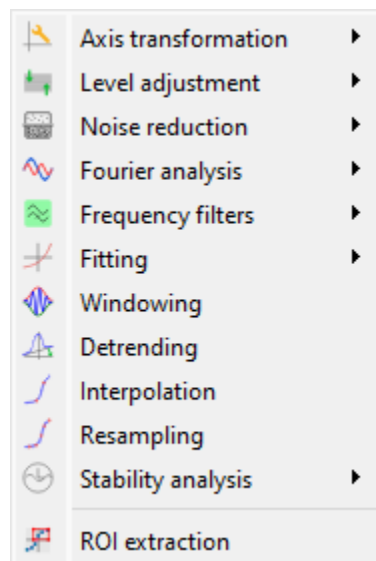 Axis transformation
Level adjustment
Noise reduction
Fourier analysis
Frequency filters
Fitting
Windowing
Detrending
Interpolation
Resampling
Stability analysis
ROI extraction